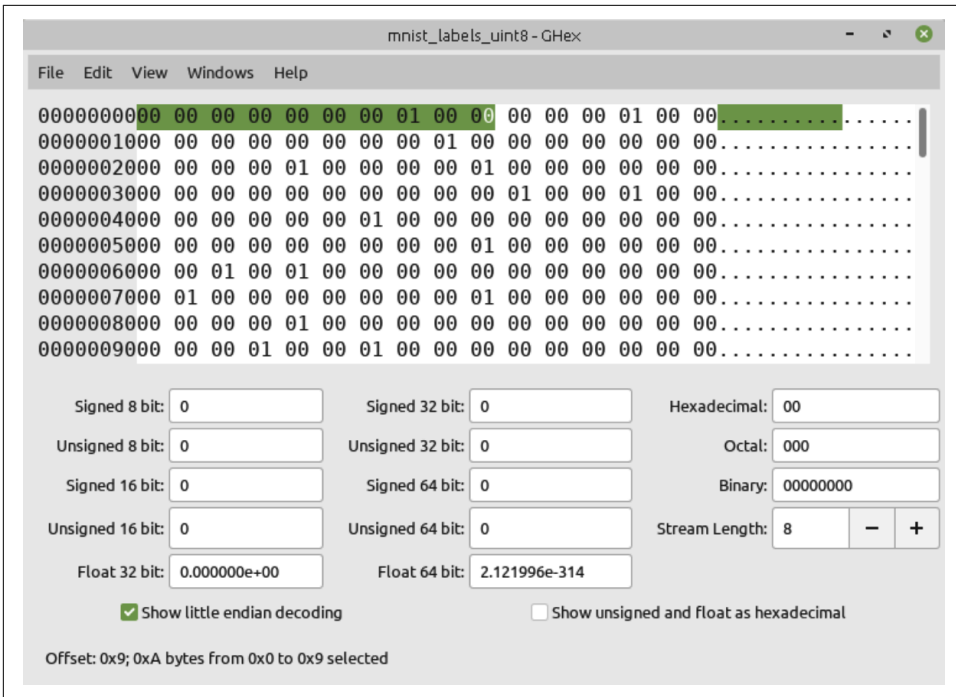 mnist_labels_uint8 - GHex
File Edit View Windows Help
0000000000 00 00 00 00 00 00 01 00 00 00 00 00 01 00 00................
0000001000 00 00 00 00 00 00 00 01 00 00 00 00 00 00 00................
0000002000 00 00 00 01 00 00 00 00 01 00 00 00 00 00 00................
0000003000 00 00 00 00 00 00 00 00 00 01 00 00 01 00 00................
0000004000 00 00 00 00 00 01 00 00 00 00 00 00 00 00 00................
0000005000 00 00 00 00 00 00 00 00 01 00 00 00 00 00 00................
0000006000 00 01 00 01 00 00 00 00 00 00 00 00 00 00 00................
0000007000 01 00 00 00 00 00 00 00 01 00 00 00 00 00 00................
0000008000 00 00 00 01 00 00 00 00 00 00 00 00 00 00 00................
0000009000 00 00 01 00 00 01 00 00 00 00 00 00 00 00 00................
Signed 8 bit: 0 Signed 32 bit: 0 Hexadecimal: 00
Unsigned 8 bit: 0 Unsigned 32 bit: 0 Octal: 000
Signed 16 bit: 0 Signed 64 bit: 0 Binary: 00000000
Unsigned 16 bit: 0 Unsigned 64 bit: 0 Stream Length: 8 − +
Float 32 bit: 0.000000e+00 Float 64 bit: 2.121996e-314
Show little endian decoding Show unsigned and float as hexadecimal
Offset: 0x9; 0xA bytes from 0x0 to 0x9 selected